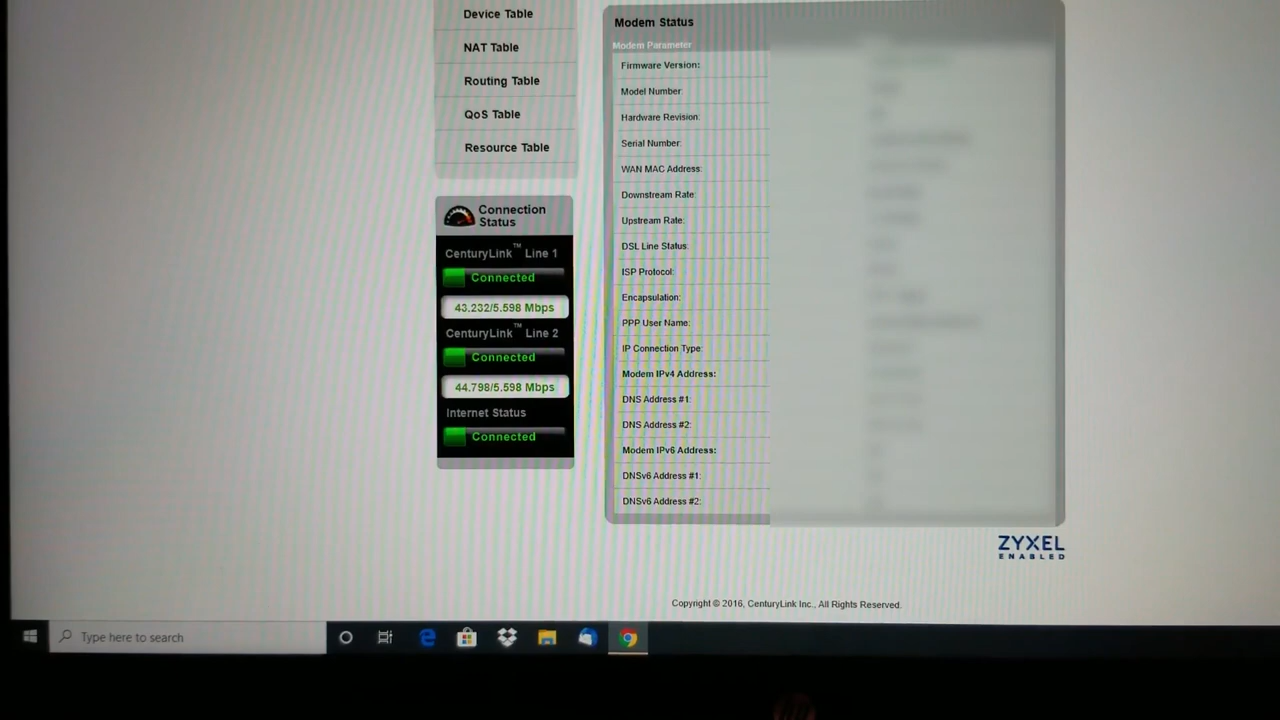 Device Table
NAT Table
Routing Table
QoS Table
Resource Table
Connection
Status
CenturyLink™ Line 1
Connected
43.232/5.598 Mbps
CenturyLink™ Line 2
Connected
44.798/5.598 Mbps
Internet Status
Connected
Modem Status
Modem Parameter
Firmware Version:
Model Number:
Hardware Revision:
Serial Number:
WAN MAC Address:
Downstream Rate:
Upstream Rate:
DSL Line Status:
ISP Protocol:
Encapsulation:
PPP User Name:
IP Connection Type:
Modem IPv4 Address:
DNS Address #1:
DNS Address #2:
Modem IPv6 Address:
DNSv6 Address #1:
DNSv6 Address #2:
ZYXEL
ENABLED
Copyright © 2016, CenturyLink Inc., All Rights Reserved.
Type here to search